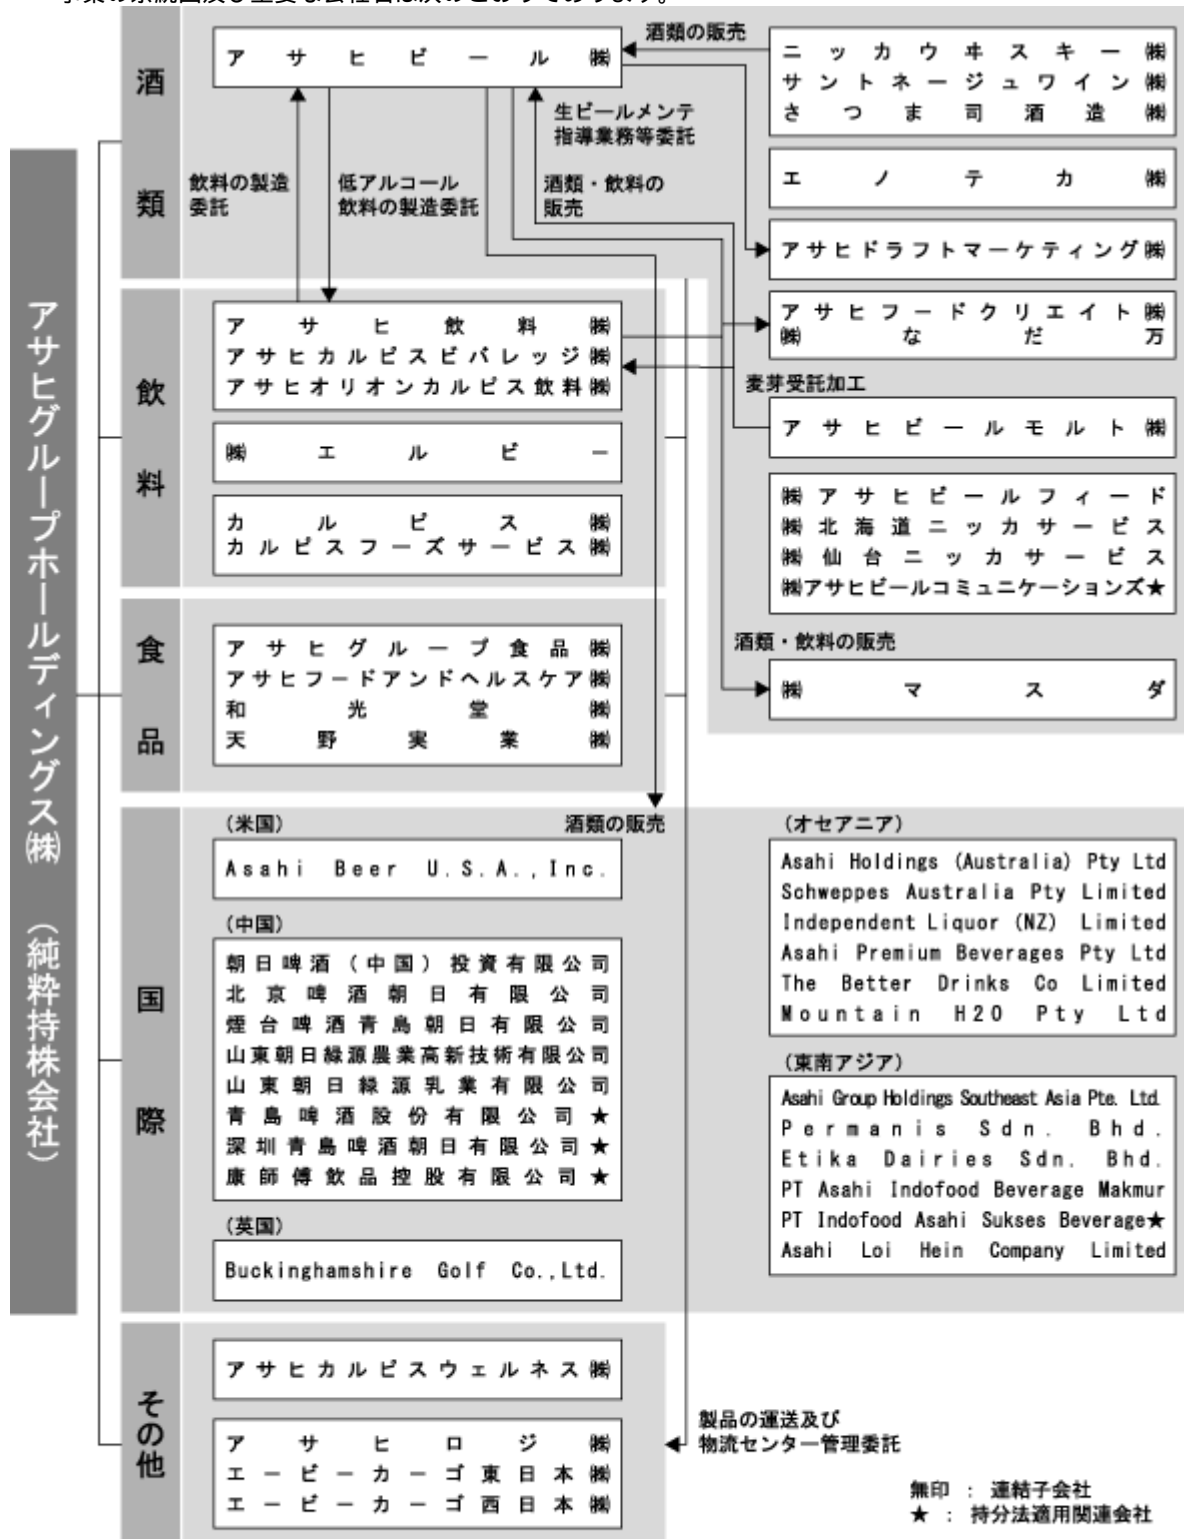 事業の系統図及び重要な会社名は次のとおりであります。
アサヒグループホールディングス㈱ (純粋持株会社)
酒類
アサヒビール㈱
酒類の販売
ニッカウヰスキー㈱
サントネージュワイン㈱
さつま司酒造㈱
生ビールメンテ
指導業務等委託
エノテカ㈱
飲料の製造
委託
低アルコール
飲料の製造委託
酒類・飲料の
販売
アサヒドラフトマーケティング㈱
アサヒフードクリエイト㈱
㈱なだ万
麦芽受託加工
アサヒビールモルト㈱
㈱アサヒビールフィード
㈱北海道ニッカサービス
㈱仙台ニッカサービス
㈱アサヒビールコミュニケーションズ★
酒類・飲料の販売
㈱マスダ
飲料
アサヒ飲料㈱
アサヒカルピスビバレッジ㈱
アサヒオリオンカルピス飲料㈱
㈱エルビー
カルピス㈱
カルピスフーズサービス㈱
食品
アサヒグループ食品㈱
アサヒフードアンドヘルスケア㈱
和光堂㈱
天野実業㈱
国際
(米国)
酒類の販売
Asahi Beer U.S.A.,Inc.
(中国)
朝日啤酒(中国)投資有限公司
北京啤酒朝日有限公司
煙台啤酒青島朝日有限公司
山東朝日緑源農業高新技術有限公司
山東朝日緑源乳業有限公司
青島啤酒股份有限公司★
深圳青島啤酒朝日有限公司★
康師傅飲品控股有限公司★
(英国)
Buckinghamshire Golf Co.,Ltd.
(オセアニア)
Asahi Holdings (Australia) Pty Ltd
Schweppes Australia Pty Limited
Independent Liquor (NZ) Limited
Asahi Premium Beverages Pty Ltd
The Better Drinks Co Limited
Mountain H2O Pty Ltd
(東南アジア)
Asahi Group Holdings Southeast Asia Pte. Ltd.
Permanis Sdn. Bhd.
Etika Dairies Sdn. Bhd.
PT Asahi Indofood Beverage Makmur
PT Indofood Asahi Sukses Beverage★
Asahi Loi Hein Company Limited
その他
アサヒカルピスウェルネス㈱
アサヒロジ㈱
エービーカーゴ東日本㈱
エービーカーゴ西日本㈱
製品の運送及び
物流センター管理委託
無印 : 連結子会社
★ : 持分法適用関連会社